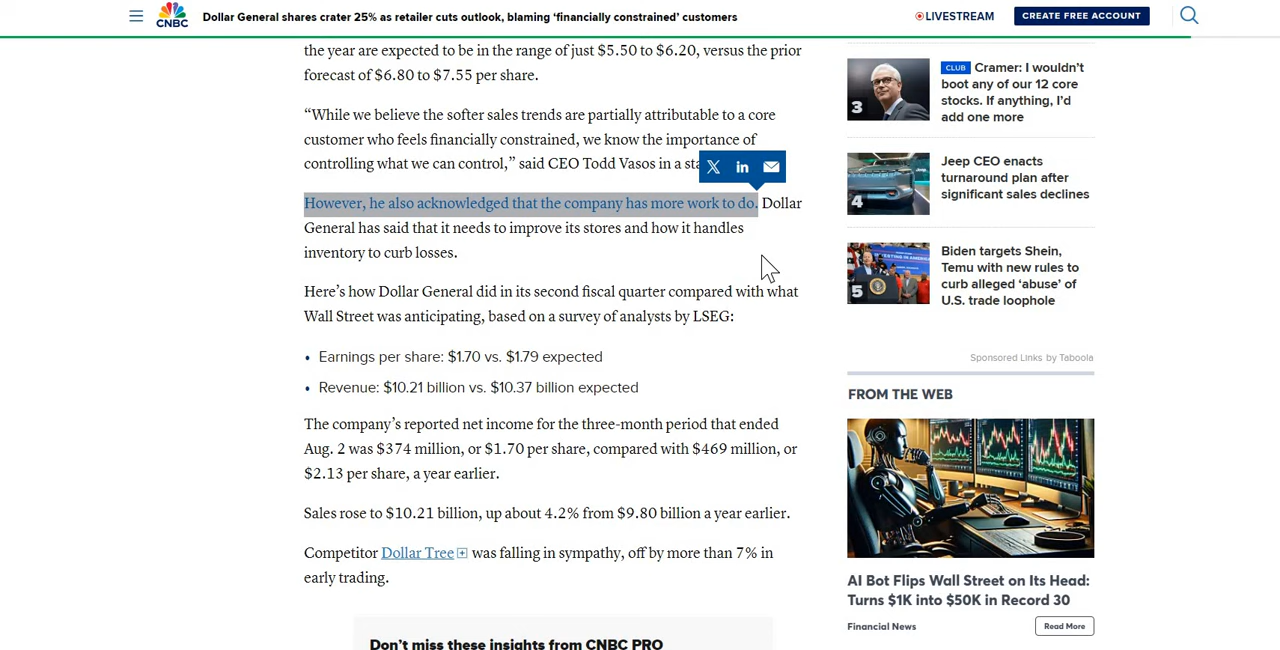 CNBC
Dollar General shares crater 25% as retailer cuts outlook, blaming ‘financially constrained’ customers
LIVESTREAM
CREATE FREE ACCOUNT
the year are expected to be in the range of just $5.50 to $6.20, versus the prior
forecast of $6.80 to $7.55 per share.
“While we believe the softer sales trends are partially attributable to a core
customer who feels financially constrained, we know the importance of
controlling what we can control,” said CEO Todd Vasos in a sta
However, he also acknowledged that the company has more work to do. Dollar
General has said that it needs to improve its stores and how it handles
inventory to curb losses.
Here’s how Dollar General did in its second fiscal quarter compared with what
Wall Street was anticipating, based on a survey of analysts by LSEG:
• Earnings per share: $1.70 vs. $1.79 expected
• Revenue: $10.21 billion vs. $10.37 billion expected
The company’s reported net income for the three-month period that ended
Aug. 2 was $374 million, or $1.70 per share, compared with $469 million, or
$2.13 per share, a year earlier.
Sales rose to $10.21 billion, up about 4.2% from $9.80 billion a year earlier.
Competitor Dollar Tree was falling in sympathy, off by more than 7% in
early trading.
Don’t miss these insights from CNBC PRO
3
CLUB Cramer: I wouldn’t
boot any of our 12 core
stocks. If anything, I’d
add one more
4
Jeep CEO enacts
turnaround plan after
significant sales declines
5
Biden targets Shein,
Temu with new rules to
curb alleged ‘abuse’ of
U.S. trade loophole
Sponsored Links by Taboola
FROM THE WEB
AI Bot Flips Wall Street on Its Head:
Turns $1K into $50K in Record 30
Financial News
Read More